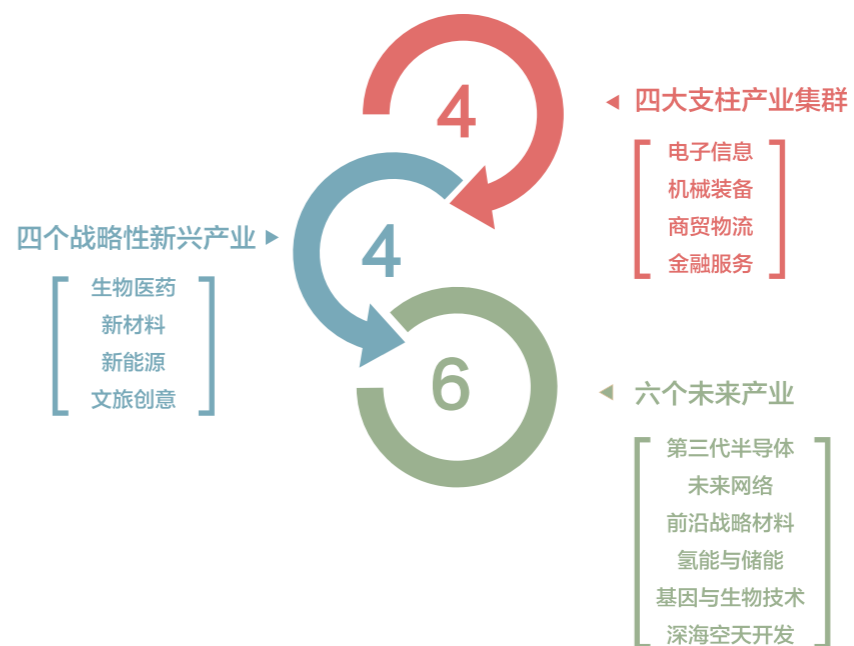 4
四大支柱产业集群
电子信息
机械装备
商贸物流
金融服务
4
四个战略性新兴产业
生物医药
新材料
新能源
文旅创意
6
六个未来产业
第三代半导体
未来网络
前沿战略材料
氢能与储能
基因与生物技术
深海空天开发